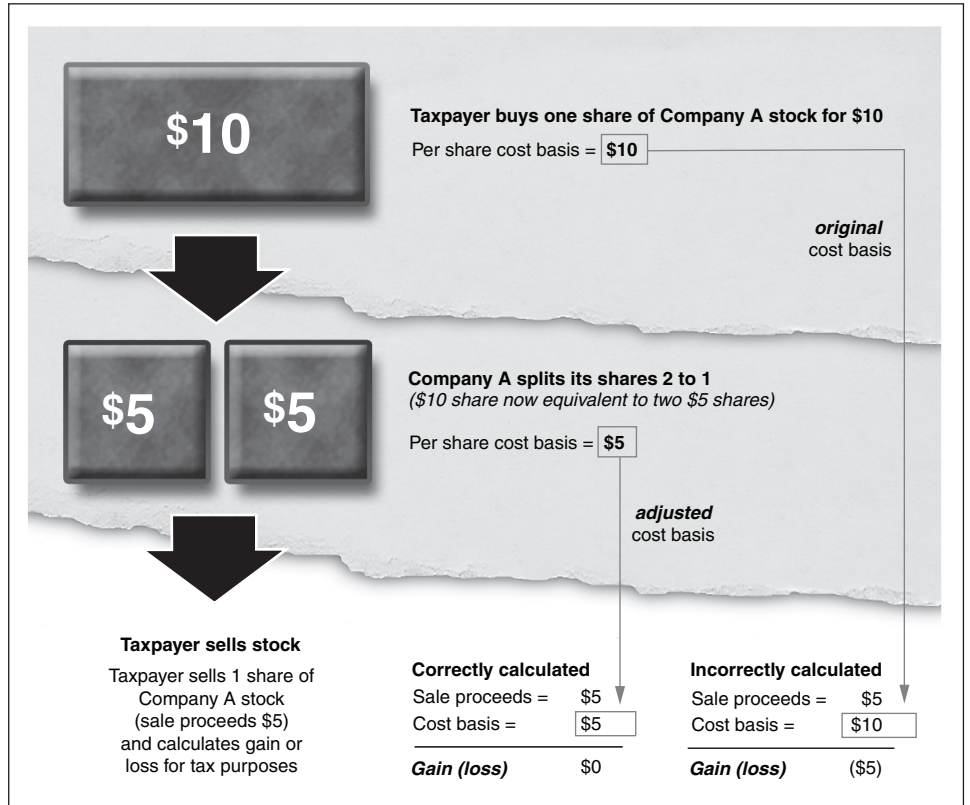 $10
Taxpayer buys one share of Company A stock for $10
Per share cost basis = $10
original
cost basis
$5
$5
Company A splits its shares 2 to 1
($10 share now equivalent to two $5 shares)
Per share cost basis = $5
adjusted
cost basis
Taxpayer sells stock
Taxpayer sells 1 share of
Company A stock
(sale proceeds $5)
and calculates gain or
loss for tax purposes
Correctly calculated
Sale proceeds = $5
Cost basis = $5
Gain (loss) $0
Incorrectly calculated
Sale proceeds = $5
Cost basis = $10
Gain (loss) ($5)